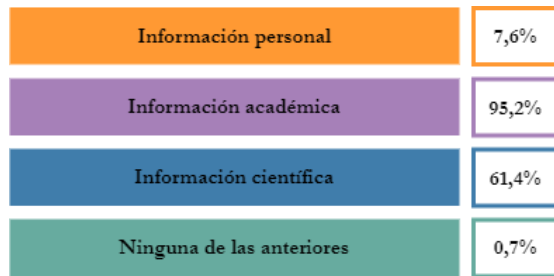 Información personal 7,6%
Información académica 95,2%
Información científica 61,4%
Ninguna de las anteriores 0,7%